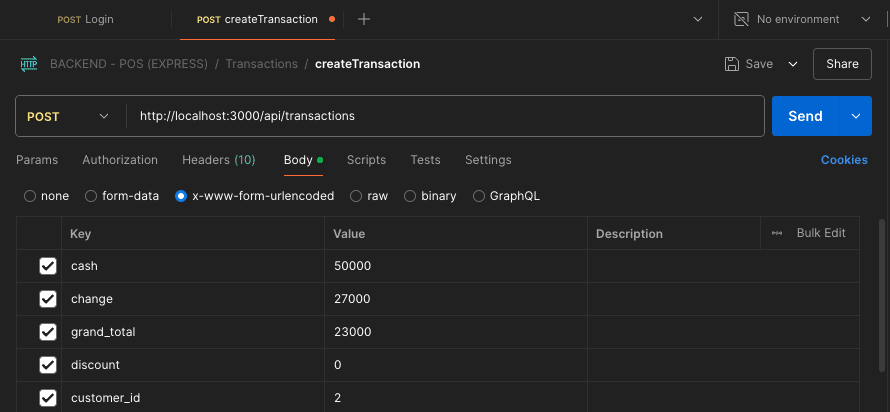 POST Login
POST createTransaction
No environment
HTTP BACKEND - POS (EXPRESS) / Transactions / createTransaction
Save
Share
POST
http://localhost:3000/api/transactions
Send
Params Authorization Headers (10) Body Scripts Tests Settings Cookies
none form-data x-www-form-urlencoded raw binary GraphQL
Key Value Description Bulk Edit
cash 50000
change 27000
grand_total 23000
discount 0
customer_id 2